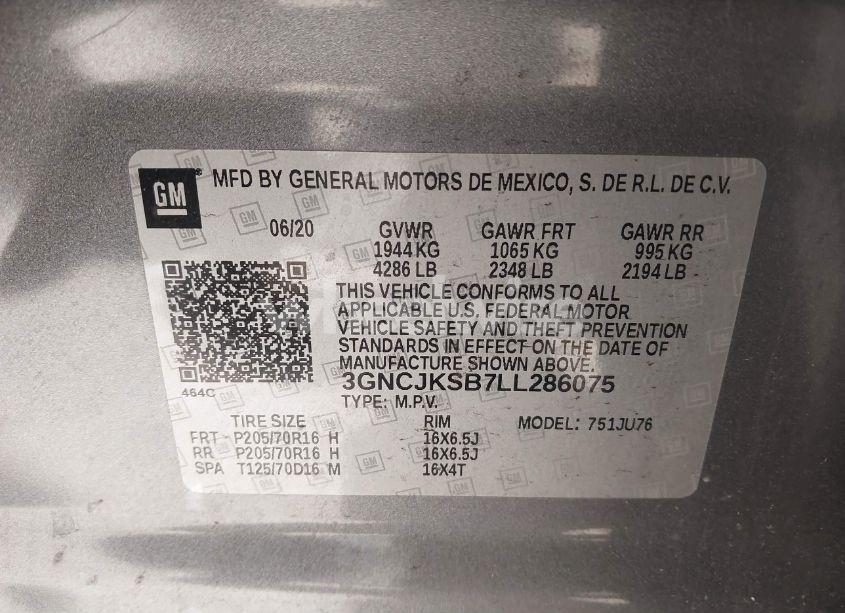 GM
MFD BY GENERAL MOTORS DE MEXICO, S. DE R.L. DE C.V.
06/20 GVWR GAWR FRT GAWR RR
1944 KG 1065 KG 995 KG
4286 LB 2348 LB 2194 LB
THIS VEHICLE CONFORMS TO ALL
APPLICABLE U.S. FEDERAL MOTOR
VEHICLE SAFETY AND THEFT PREVENTION
STANDARDS IN EFFECT ON THE DATE OF
MANUFACTURE SHOWN ABOVE.
464C 3GNCJKSB7LL286075
TYPE: M.P.V.
TIRE SIZE RIM MODEL: 751JU76
FRT- P205/70R16 H 16X6.5J
RR - P205/70R16 H 16X6.5J
SPA T125/70D16 M 16X4T